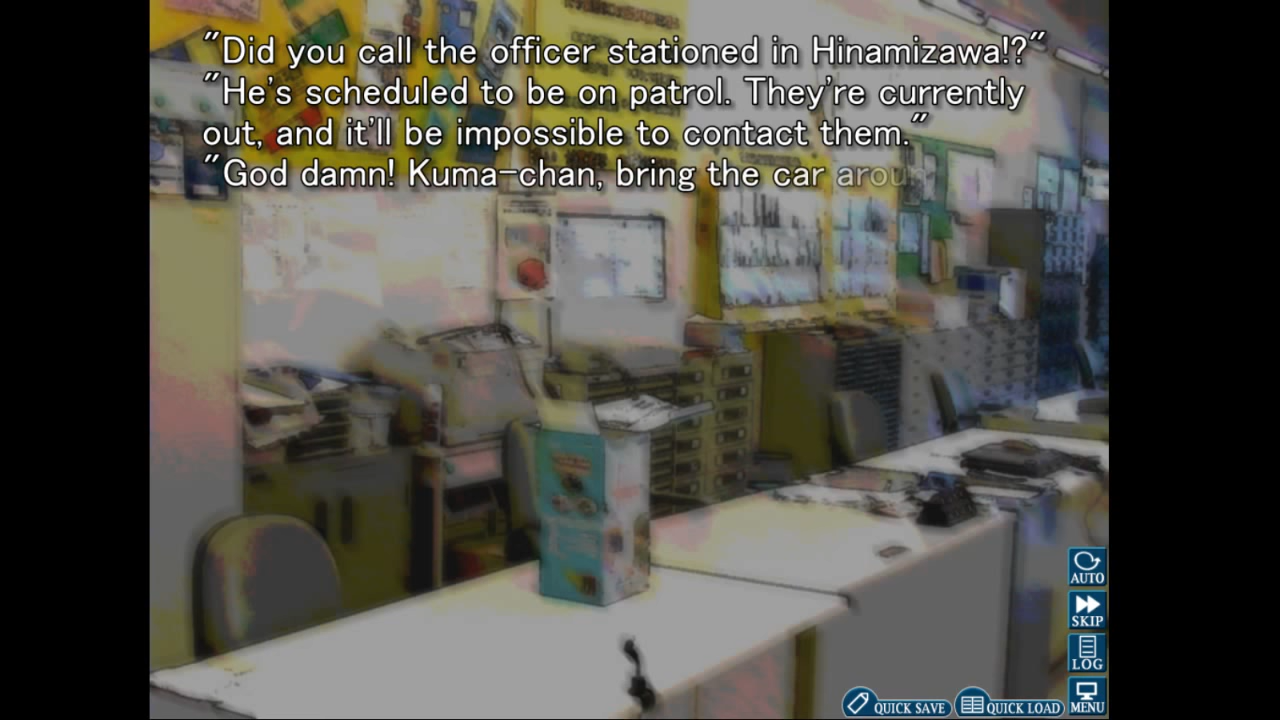 "Did you call the officer stationed in Hinamizawa!?"
"He's scheduled to be on patrol. They're currently
out, and it'll be impossible to contact them."
"God damn! Kuma-chan, bring the car aroun
AUTO
SKIP
LOG
MENU
QUICK SAVE
QUICK LOAD